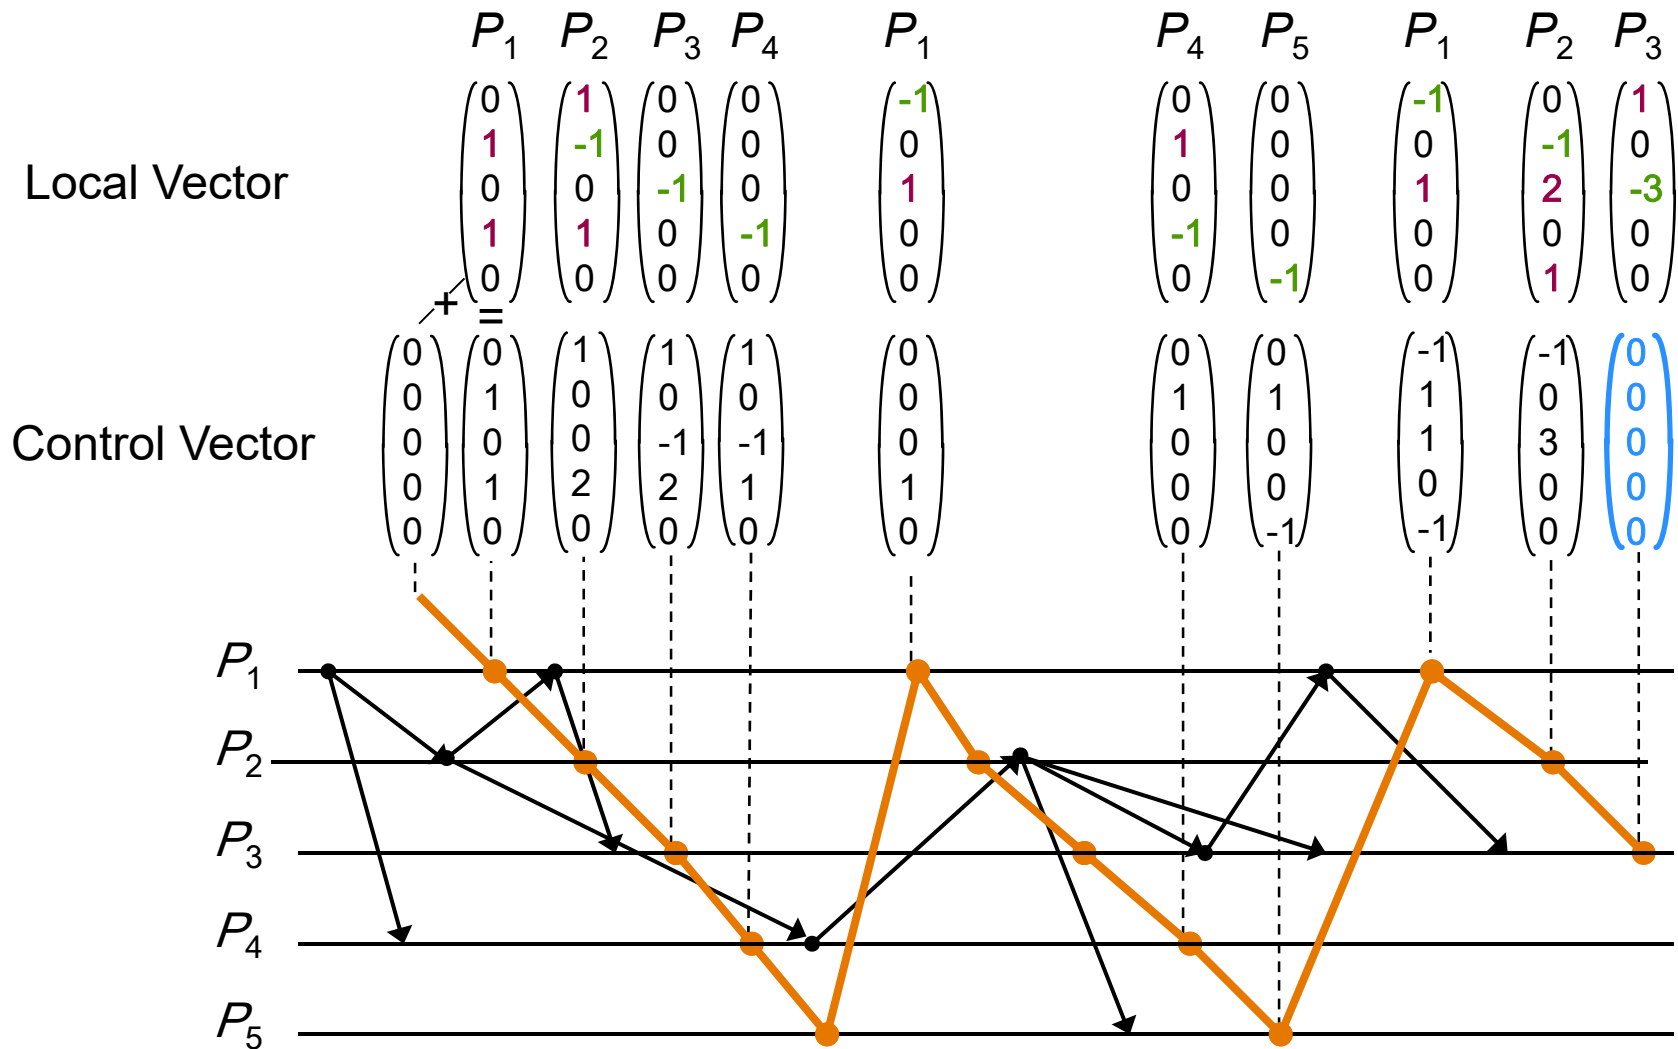 P1 P2 P3 P4 P1 P4 P5 P1 P2 P3
0 1 0 0 -1 0 0 -1 0 1
1 -1 0 0 0 1 0 0 -1 0
Local Vector 0 0 -1 0 1 0 0 1 2 -3
1 1 0 -1 0 -1 0 0 0 0
0 0 0 0 0 0 -1 0 1 0
+ =
0 0 1 1 1 0 0 0 -1 -1 0
0 1 0 0 0 0 1 1 1 0 0
Control Vector 0 0 0 -1 -1 0 0 0 1 3 0
0 1 2 2 1 1 0 0 0 0 0
0 0 0 0 0 0 0 -1 -1 0 0
P1
P2
P3
P4
P5